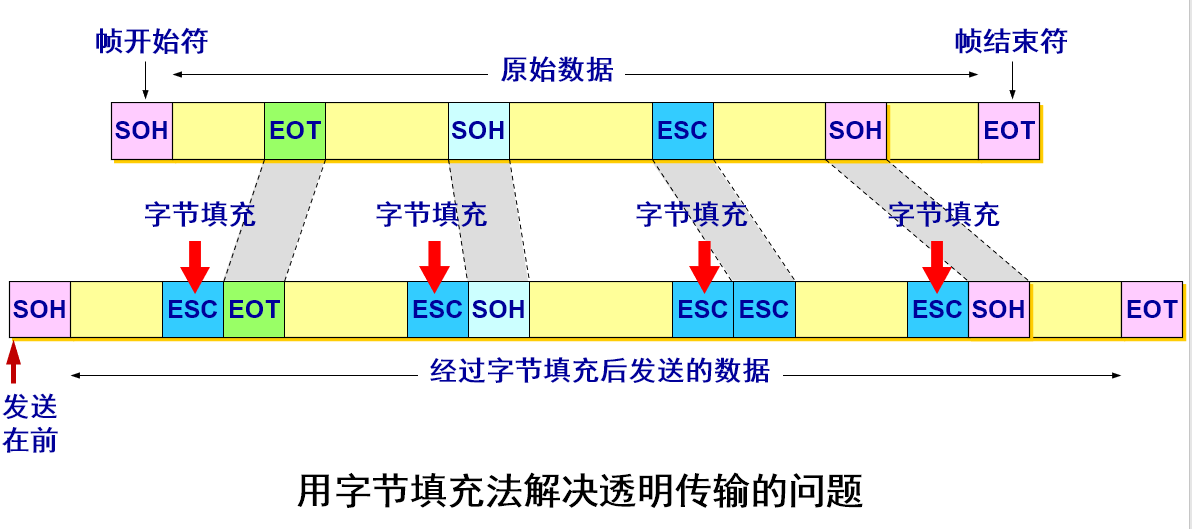 帧开始符
帧结束符
原始数据
SOH EOT SOH ESC SOH EOT
字节填充 字节填充 字节填充 字节填充
SOH ESC EOT ESC SOH ESC ESC ESC SOH EOT
经过字节填充后发送的数据
发送
在前
用字节填充法解决透明传输的问题